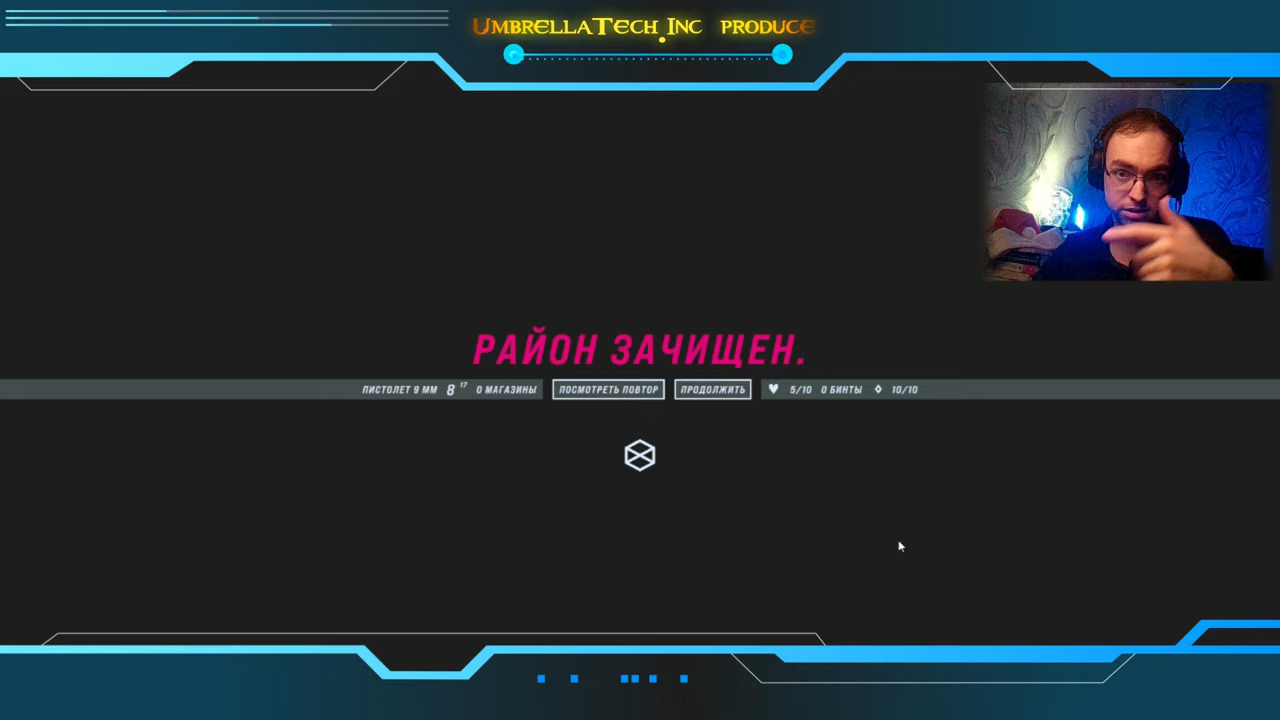 UmbrellaTech.Inc produce
РАЙОН ЗАЧИЩЕН.
ПИСТОЛЕТ 9 ММ 8 17 0 МАГАЗИНЫ ПОСМОТРЕТЬ ПОВТОР ПРОДОЛЖИТЬ 5/10 0 БИНТЫ 10/10